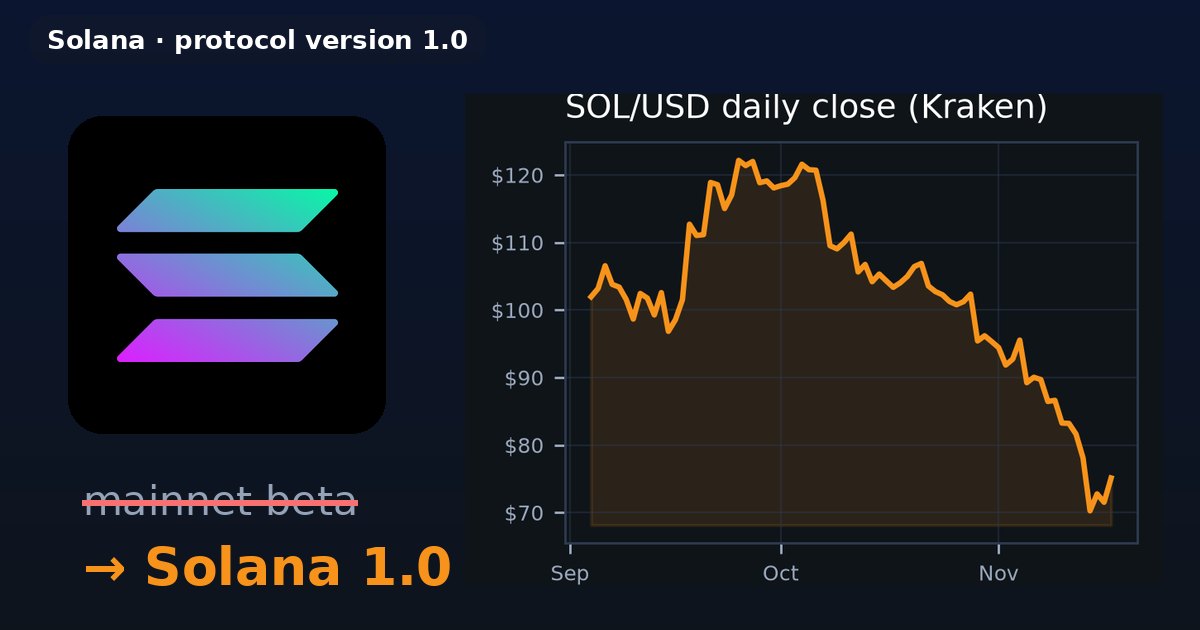 Solana · protocol version 1.0
SOL/USD daily close (Kraken)
$120
$110
$100
$90
$80
$70
Sep Oct Nov
mainnet beta
→ Solana 1.0